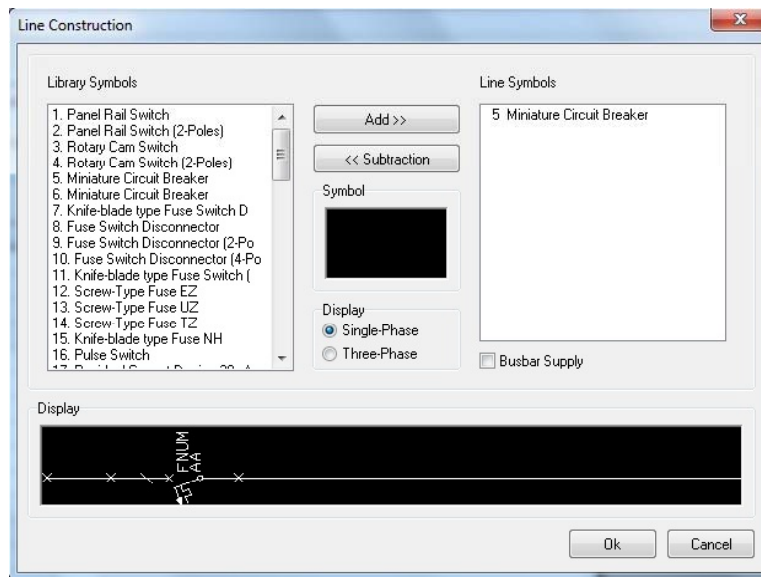 Line Construction
Library Symbols
1. Panel Rail Switch
2. Panel Rail Switch (2-Poles)
3. Rotary Cam Switch
4. Rotary Cam Switch (2-Poles)
5. Miniature Circuit Breaker
6. Miniature Circuit Breaker
7. Knife-blade type Fuse Switch D
8. Fuse Switch Disconnector
9. Fuse Switch Disconnector (2-Po
10. Fuse Switch Disconnector (4-Po
11. Knife-blade type Fuse Switch (
12. Screw-Type Fuse EZ
13. Screw-Type Fuse UZ
14. Screw-Type Fuse TZ
15. Knife-blade type Fuse NH
16. Pulse Switch
Add >>
<< Subtraction
Symbol
Display
Single-Phase
Three-Phase
Line Symbols
5 Miniature Circuit Breaker
Busbar Supply
Display
FNUM
AA
Ok
Cancel